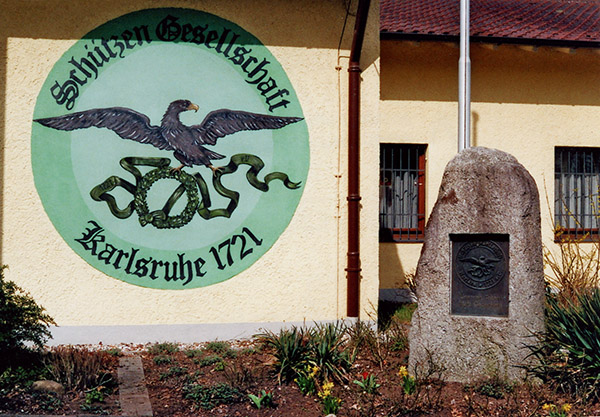 Schützen Gesellschaft
Karlsruhe 1721